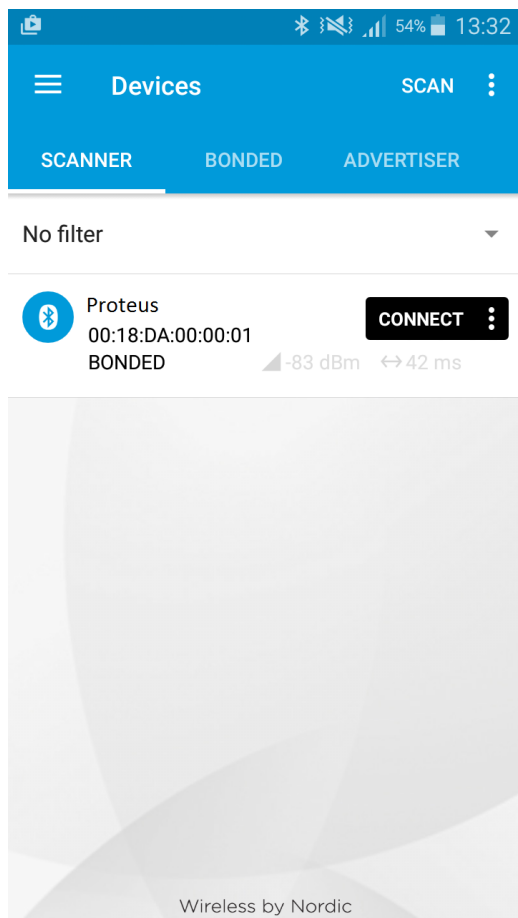 54% 13:32
Devices SCAN
SCANNER BONDED ADVERTISER
No filter
Proteus
00:18:DA:00:00:01
CONNECT
BONDED -83 dBm 42 ms
Wireless by Nordic